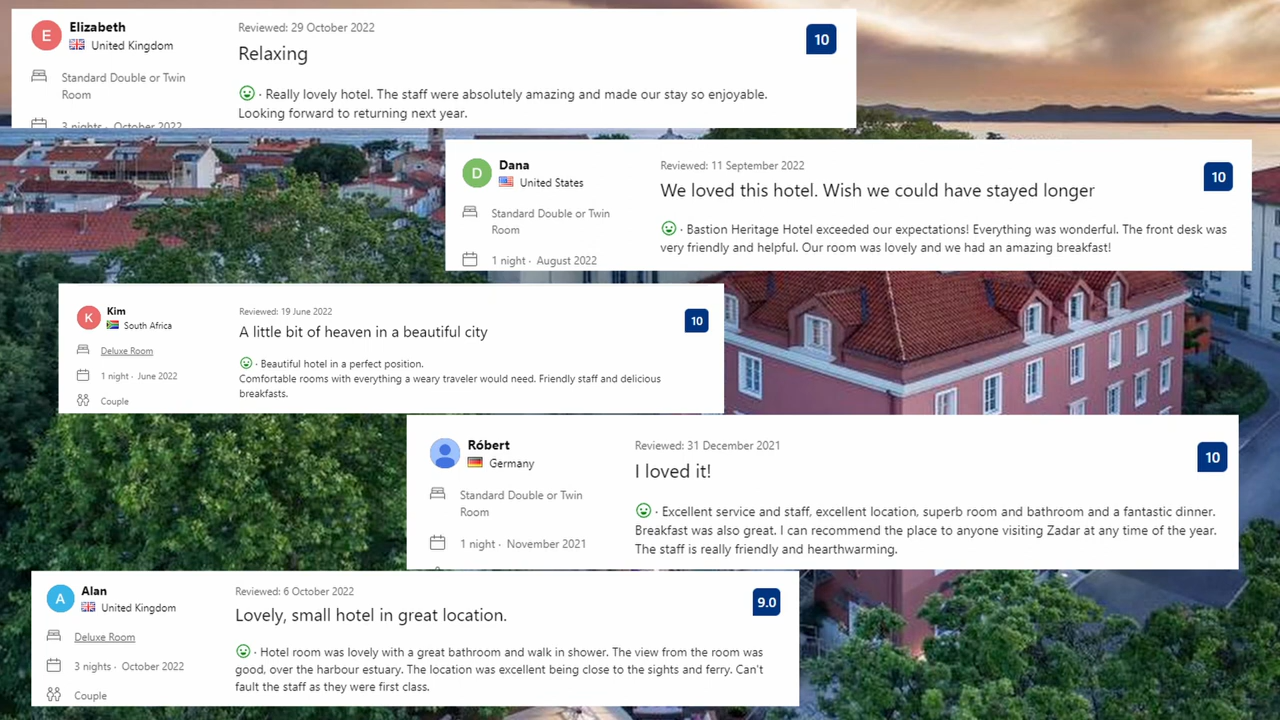 E
Elizabeth
United Kingdom
Standard Double or Twin
Room
3 nights · October 2022
Reviewed: 29 October 2022
Relaxing
10
· Really lovely hotel. The staff were absolutely amazing and made our stay so enjoyable.
Looking forward to returning next year.
D
Dana
United States
Standard Double or Twin
Room
1 night · August 2022
Reviewed: 11 September 2022
We loved this hotel. Wish we could have stayed longer
10
· Bastion Heritage Hotel exceeded our expectations! Everything was wonderful. The front desk was
very friendly and helpful. Our room was lovely and we had an amazing breakfast!
K
Kim
South Africa
Deluxe Room
1 night · June 2022
Couple
Reviewed: 19 June 2022
A little bit of heaven in a beautiful city
10
· Beautiful hotel in a perfect position.
Comfortable rooms with everything a weary traveler would need. Friendly staff and delicious
breakfasts.
Róbert
Germany
Standard Double or Twin
Room
1 night · November 2021
Reviewed: 31 December 2021
I loved it!
10
· Excellent service and staff, excellent location, superb room and bathroom and a fantastic dinner.
Breakfast was also great. I can recommend the place to anyone visiting Zadar at any time of the year.
The staff is really friendly and hearthwarming.
A
Alan
United Kingdom
Deluxe Room
3 nights · October 2022
Couple
Reviewed: 6 October 2022
Lovely, small hotel in great location.
9.0
· Hotel room was lovely with a great bathroom and walk in shower. The view from the room was
good, over the harbour estuary. The location was excellent being close to the sights and ferry. Can't
fault the staff as they were first class.